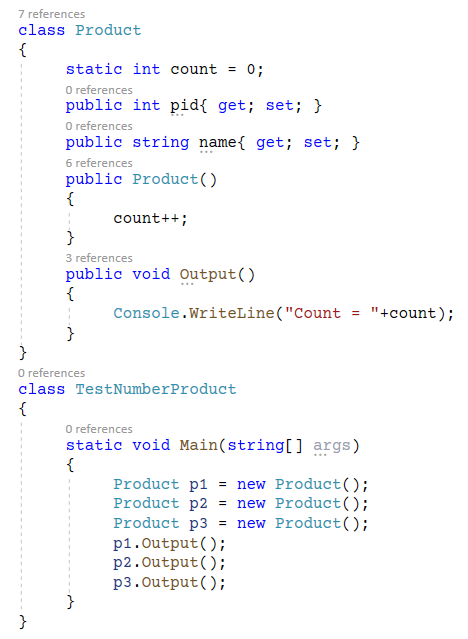 7 references
class Product
{
static int count = 0;
0 references
public int pid{ get; set; }
0 references
public string name{ get; set; }
6 references
public Product()
{
count++;
}
3 references
public void Output()
{
Console.WriteLine("Count = "+count);
}
}
0 references
class TestNumberProduct
{
0 references
static void Main(string[] args)
{
Product p1 = new Product();
Product p2 = new Product();
Product p3 = new Product();
p1.Output();
p2.Output();
p3.Output();
}
}